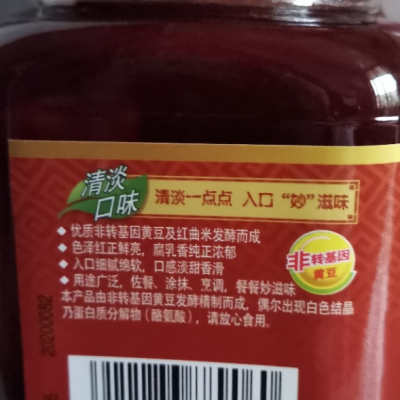 清淡
口味
清淡一点点 入口“妙”滋味
◆ 优质非转基因黄豆及红曲米发酵而成
◆ 色泽红正鲜亮，腐乳香纯正浓郁
◆ 入口细腻绵软，口感淡甜香滑
◆ 用途广泛，佐餐、涂抹、烹调，餐餐妙滋味
本产品由非转基因黄豆发酵精制而成，偶尔出现白色结晶
乃蛋白质分解物（酪氨酸），请放心食用。
非转基因
黄豆
20200082